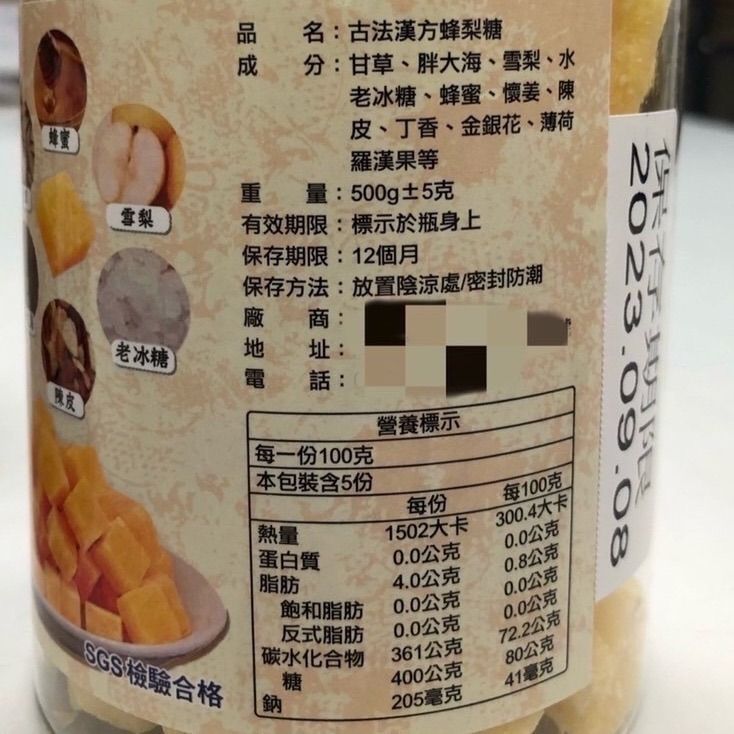 品名：古法漢方蜂梨糖
成分：甘草、胖大海、雪梨、水
老冰糖、蜂蜜、懷姜、陳
皮、丁香、金銀花、薄荷
羅漢果等
重量：500g±5克
有效期限：標示於瓶身上
保存期限：12個月
保存方法：放置陰涼處/密封防潮
廠商：
地址：
電話：
營養標示
每一份100克
本包裝含5份
每份 每100克
熱量 1502大卡 300.4大卡
蛋白質 0.0公克 0.0公克
脂肪 4.0公克 0.8公克
飽和脂肪 0.0公克 0.0公克
反式脂肪 0.0公克 0.0公克
碳水化合物 361公克 72.2公克
糖 400公克 80公克
鈉 205毫克 41毫克
蜂蜜
雪梨
老冰糖
陳皮
SGS檢驗合格
保存期限
2023.09.08